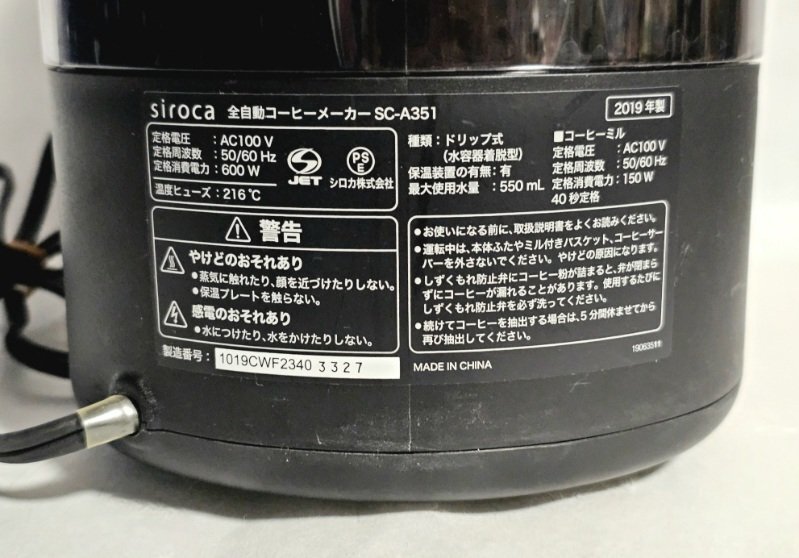 siroca 全自動コーヒーメーカー SC-A351
2019 年製
定格電圧 : AC100 V
定格周波数 : 50/60 Hz
定格消費電力 : 600 W
JET
PS
E
シロカ株式会社
温度ヒューズ : 216℃
種類 : ドリップ式
(水容器着脱型)
保温装置の有無 : 有
最大使用水量 : 550 mL
■コーヒーミル
定格電圧 : AC100 V
定格周波数 : 50/60 Hz
定格消費電力 : 150 W
40 秒定格
警告
やけどのおそれあり
●蒸気に触れたり、顔を近づけたりしない。
●保温プレートを触らない。
感電のおそれあり
●水につけたり、水をかけたりしない。
製造番号 : 1019CWF2340 3327
●お使いになる前に、取扱説明書をよくお読みください。
●運転中は、本体ふたやミル付きバスケット、コーヒーサー
バーを外さないでください。やけどの原因になります。
●しずくもれ防止弁にコーヒー粉が詰まると、弁が閉まら
ずにコーヒーが漏れることがあります。使用するたびに
しずくもれ防止弁を必ず洗ってください。
●続けてコーヒーを抽出する場合は、5 分間休ませてから
再び抽出してください。
MADE IN CHINA
19063511